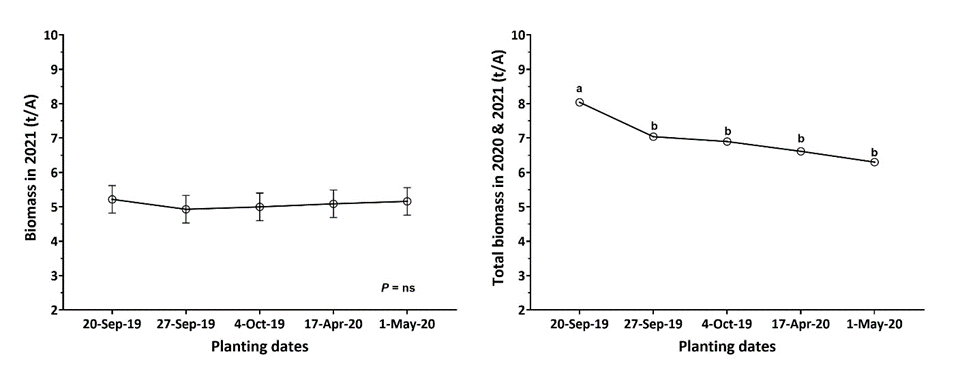 Biomass in 2021 (t/A)
10
9
8
7
6
5
4
3
2
P = ns
20-Sep-19 27-Sep-19 4-Oct-19 17-Apr-20 1-May-20
Planting dates
Total biomass in 2020 & 2021 (t/A)
10
9
8
7
6
5
4
3
2
a
b
b
b
b
20-Sep-19 27-Sep-19 4-Oct-19 17-Apr-20 1-May-20
Planting dates